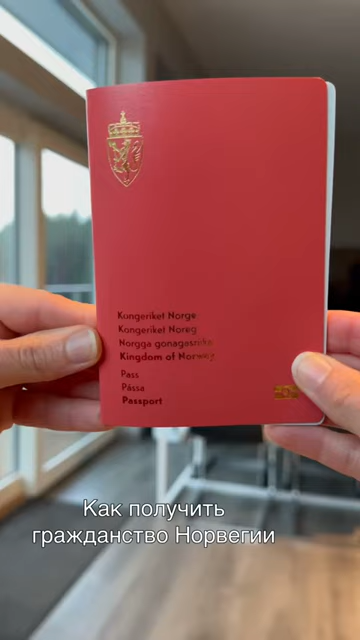 Kongeriket Norge
Kongeriket Noreg
Norgga gonagasriika
Kingdom of Norway
Pass
Pássa
Passport
Как получить
гражданство Норвегии